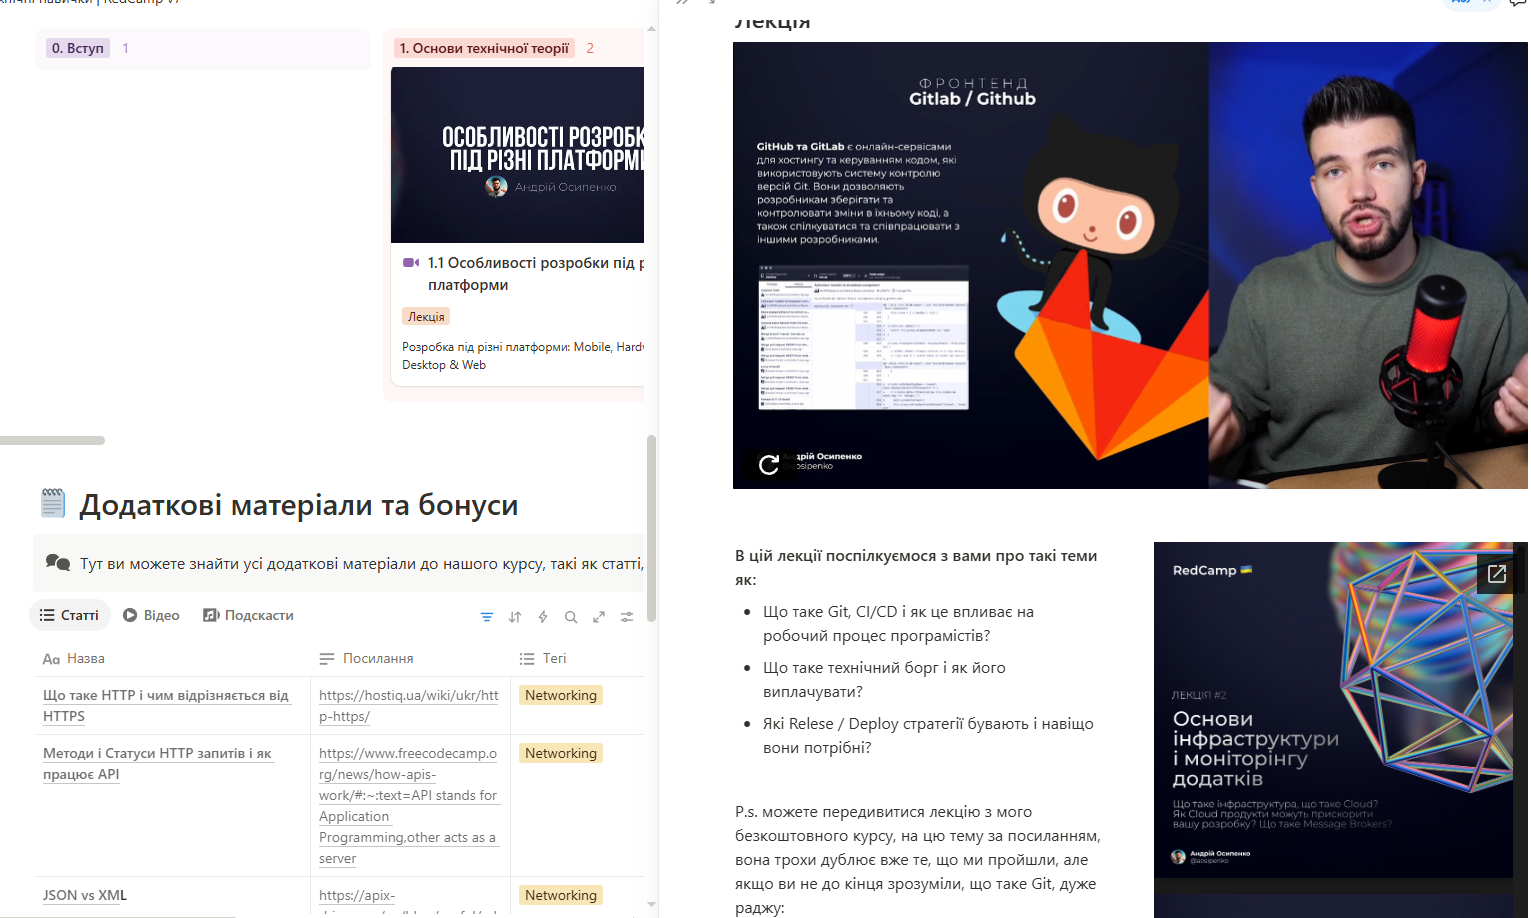 0. Вступ 1
1. Основи технічної теорії 2
ОСОБЛИВОСТІ РОЗРОБК
ПІД РІЗНІ ПЛАТФОРМИ
Андрій Осипенко
1.1 Особливості розробки під р
платформи
Лекція
Розробка під різні платформи: Mobile, Hard
Desktop & Web
Додаткові матеріали та бонуси
Тут ви можете знайти усі додаткові матеріали до нашого курсу, такі як статті,
Статті Відео Подскасти
Aa Назва Посилання Тегі
Що таке HTTP і чим відрізняється від
HTTPS
https://hostiq.ua/wiki/ukr/htt
p-https/
Networking
Методи і Статуси HTTP запитів і як
працює API
https://www.freecodecamp.o
rg/news/how-apis-
work/#:~:text=API stands for
Application
Programming,other acts as a
server
Networking
JSON vs XML
https://apix-
Networking
Лекція
ФРОНТЕНД
Gitlab / Github
GitHub та GitLab є онлайн-сервісами
для хостингу та керуванням кодом, які
використовують систему контролю
версій Git. Вони дозволяють
розробникам зберігати та
контролювати зміни в їхньому коді, а
також спілкуватися та співпрацювати з
іншими розробниками.
ндрій Осипенко
osipenko
В цій лекції поспілкуємося з вами про такі теми
як:
Що таке Git, CI/CD і як це впливає на
робочий процес програмістів?
Що таке технічний борг і як його
виплачувати?
Які Relese / Deploy стратегії бувають і навіщо
вони потрібні?
P.s. можете передивитися лекцію з мого
безкоштовного курсу, на цю тему за посиланням,
вона трохи дублює вже те, що ми пройшли, але
якщо ви не до кінця зрозуміли, що таке Git, дуже
раджу:
RedCamp
ЛЕКЦІЯ #2
Основи
інфраструктури
і моніторінгу
додатків
Що таке інфраструктура, що таке Cloud?
Як Cloud продукти можуть прискорити
вашу розробку? Що таке Message Brokers?
Андрій Осипенко
@aosipenko